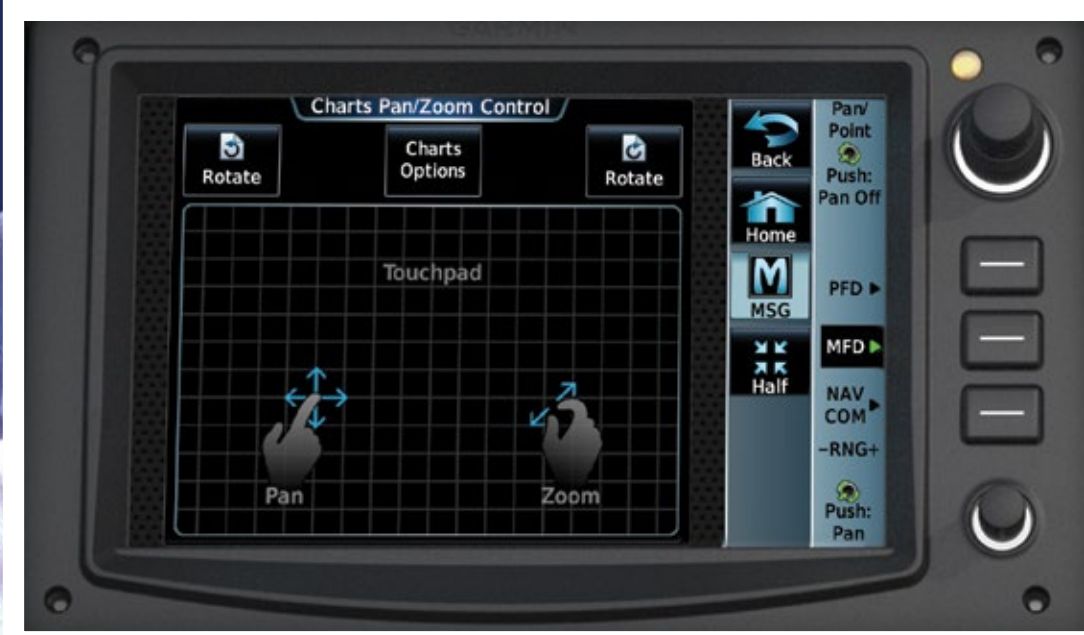 GARMIN
Charts Pan/Zoom Control
Rotate
Charts
Options
Rotate
Touchpad
Pan
Zoom
Back
Home
MSG
Half
Pan/
Point
Push:
Pan Off
PFD
MFD
NAV
COM
-RNG+
Push:
Pan